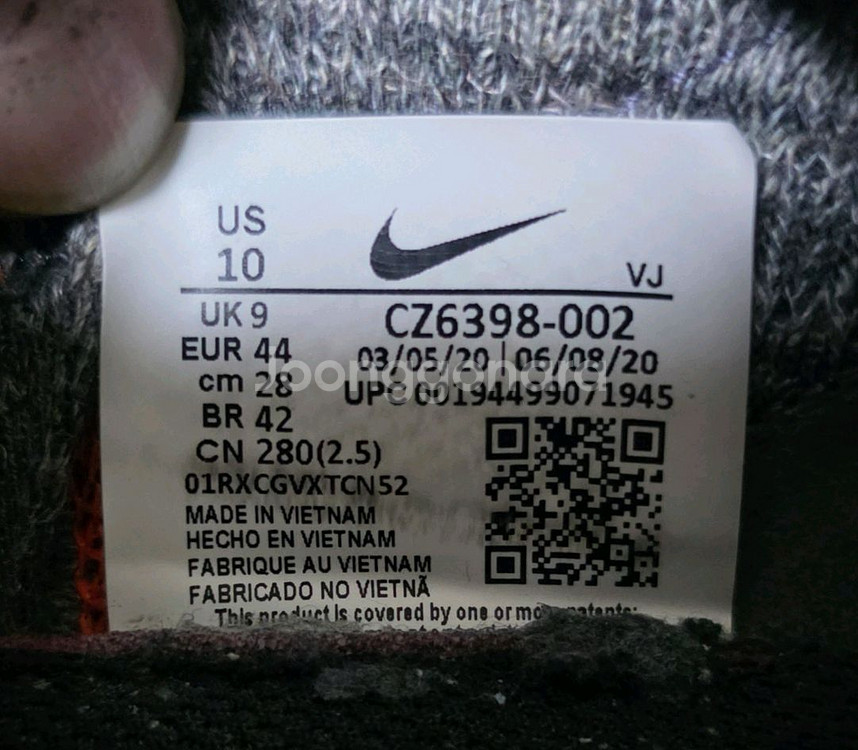 US
10
VJ
UK 9
CZ6398-002
EUR 44
03/05/20 | 06/08/20
cm 28
UPC 00194499071945
BR 42
CN 280(2.5)
01RXCGVXTCN52
MADE IN VIETNAM
HECHO EN VIETNAM
FABRIQUE AU VIETNAM
FABRICADO NO VIETNÃ
This product is covered by one or more patents:
Joongonara